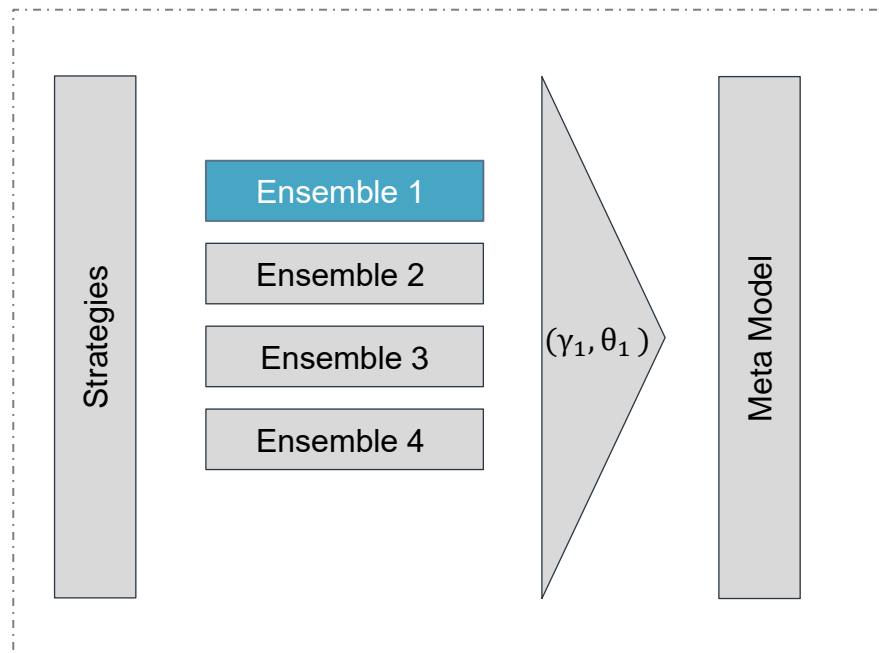 Strategies
Ensemble 1
Ensemble 2
Ensemble 3
Ensemble 4
(γ₁, θ₁ )
Meta Model